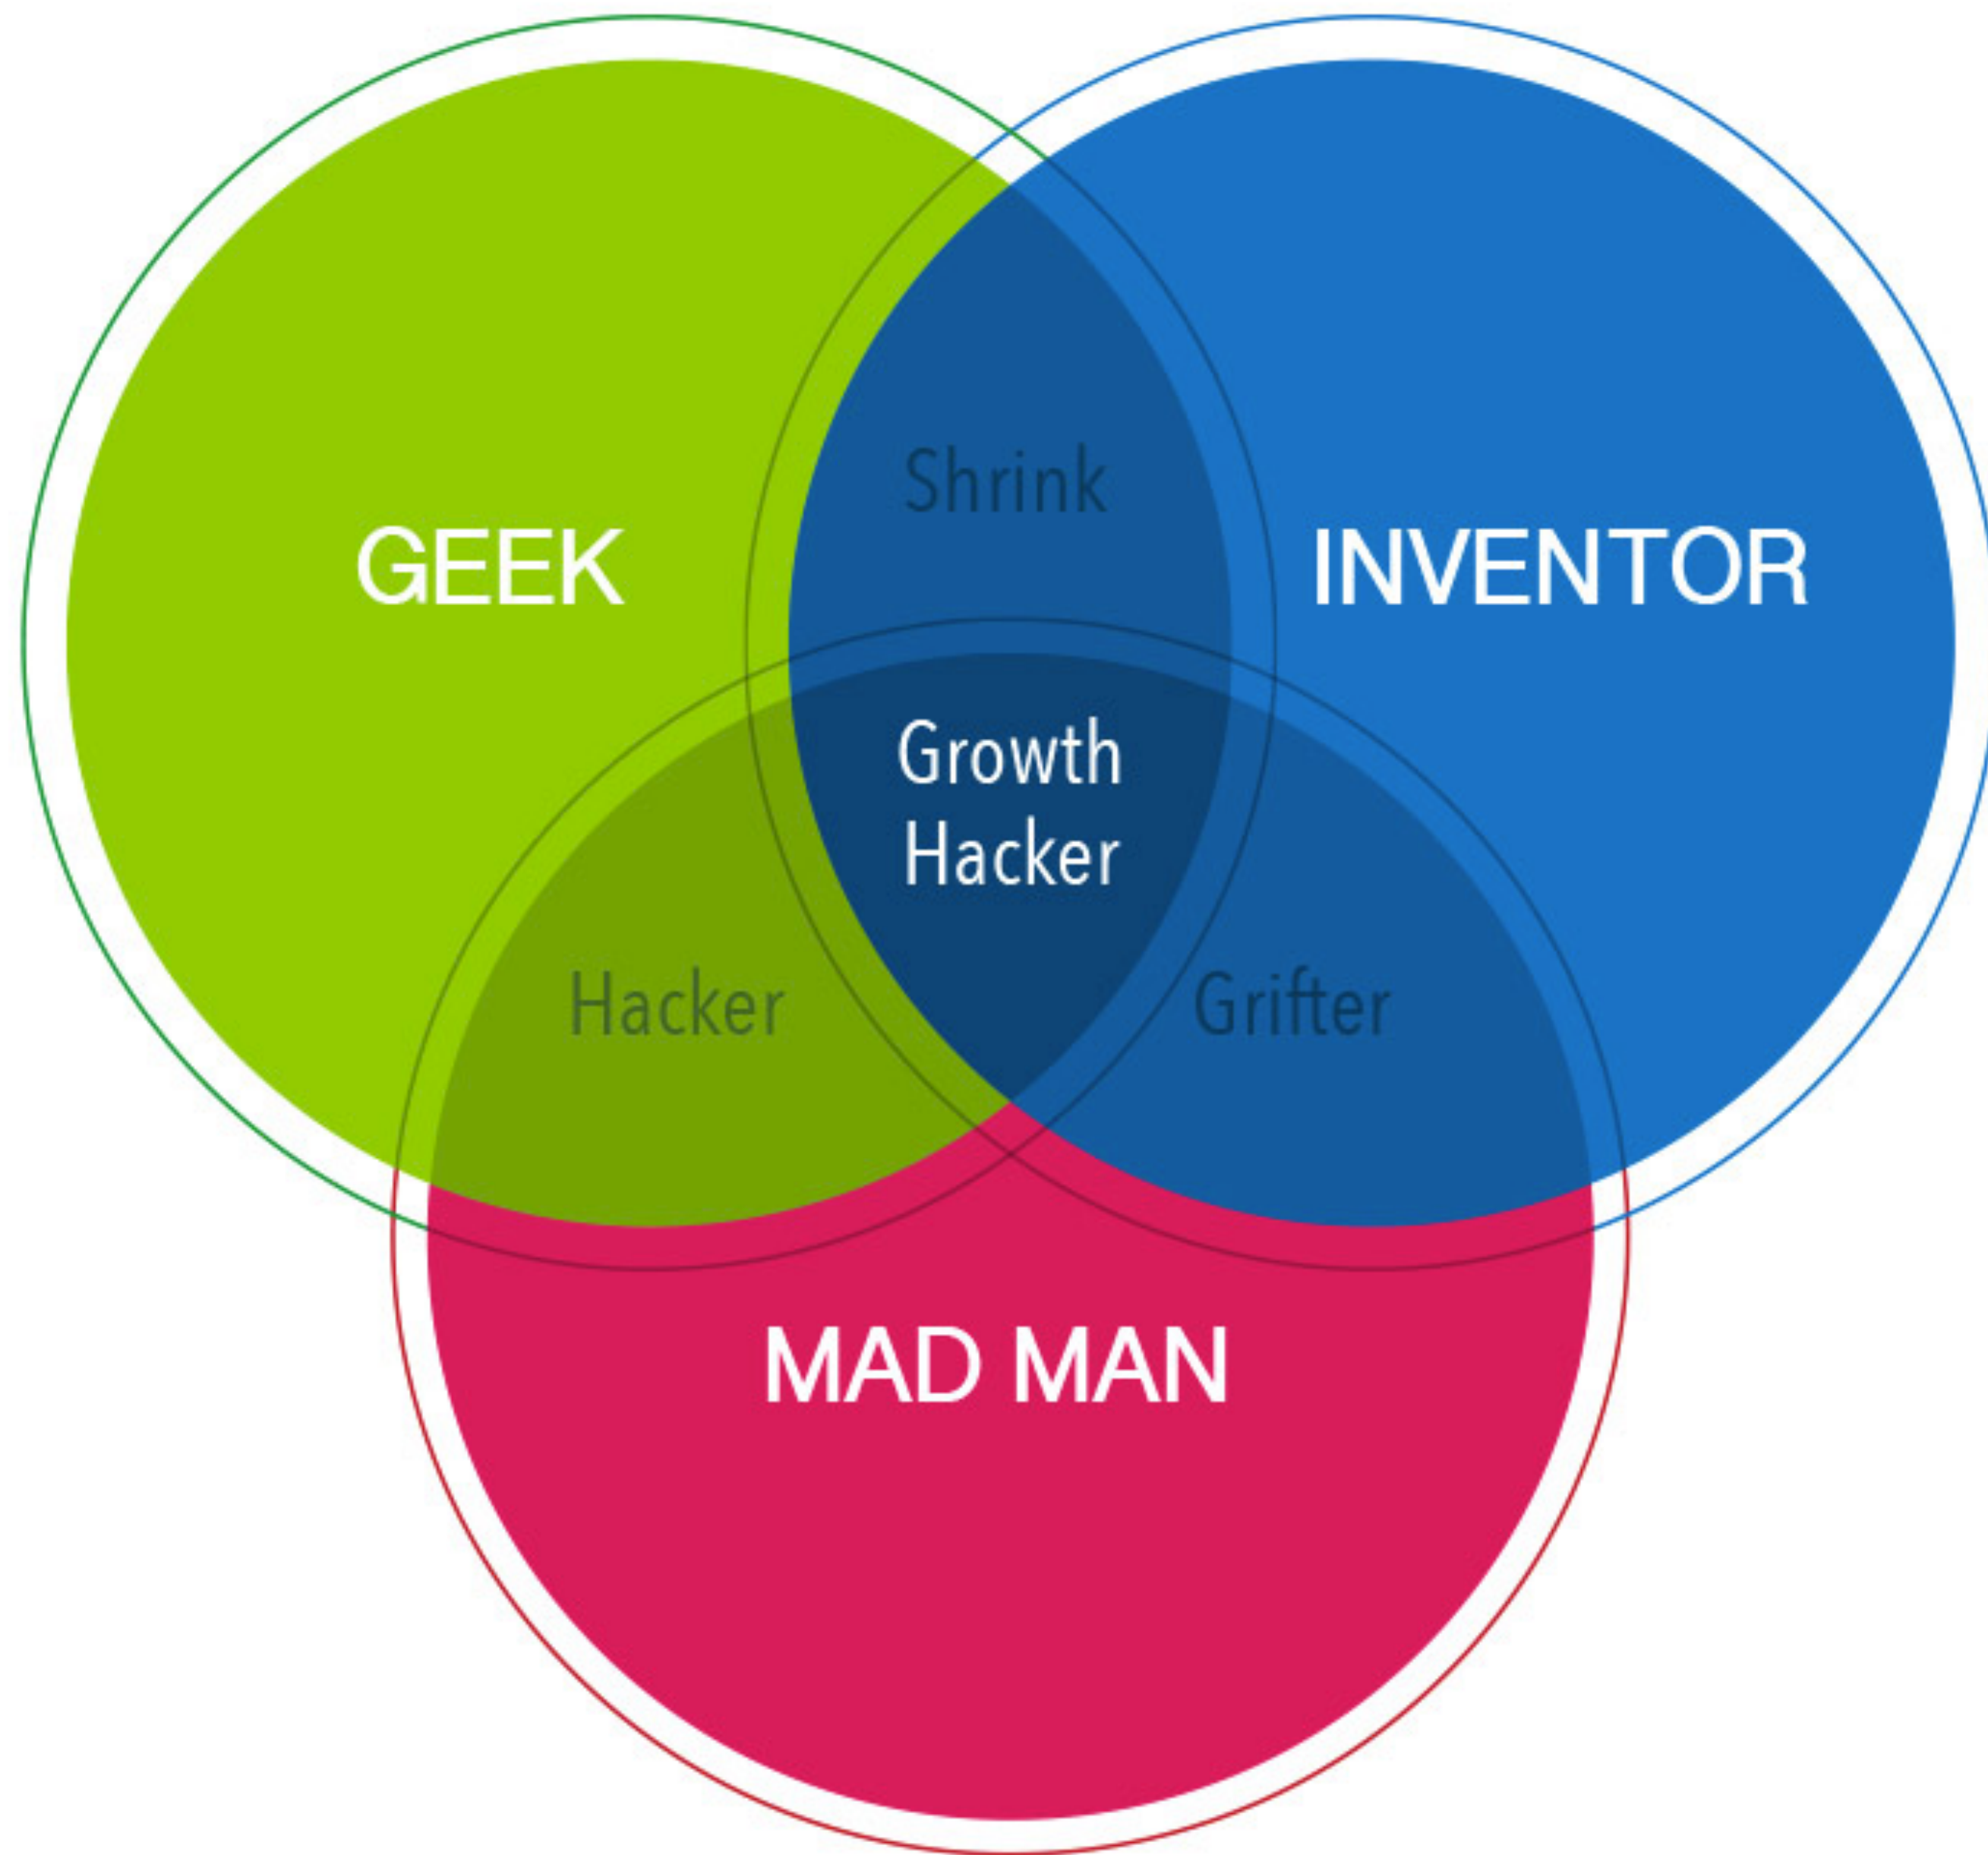 Shrink
GEEK
INVENTOR
Growth
Hacker
Hacker
Grifter
MAD MAN